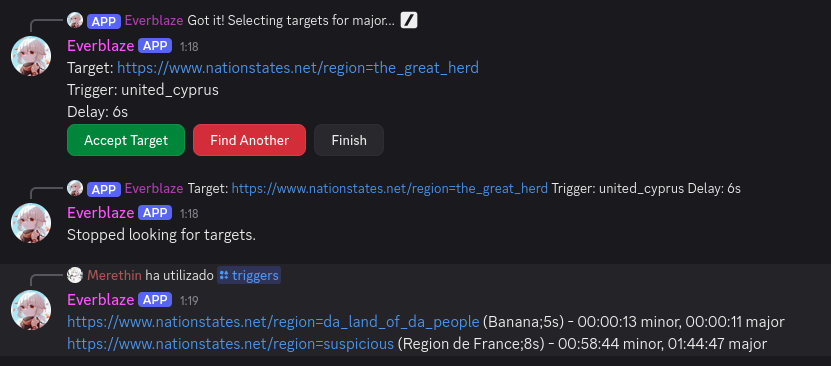 APP Everblaze Got it! Selecting targets for major...
Everblaze APP 1:18
Target: https://www.nationstates.net/region=the_great_herd
Trigger: united_cyprus
Delay: 6s
Accept Target Find Another Finish
APP Everblaze Target: https://www.nationstates.net/region=the_great_herd Trigger: united_cyprus Delay: 6s
Everblaze APP 1:18
Stopped looking for targets.
Merethin ha utilizado triggers
Everblaze APP 1:19
https://www.nationstates.net/region=da_land_of_da_people (Banana;5s) - 00:00:13 minor, 00:00:11 major
https://www.nationstates.net/region=suspicious (Region de France;8s) - 00:58:44 minor, 01:44:47 major